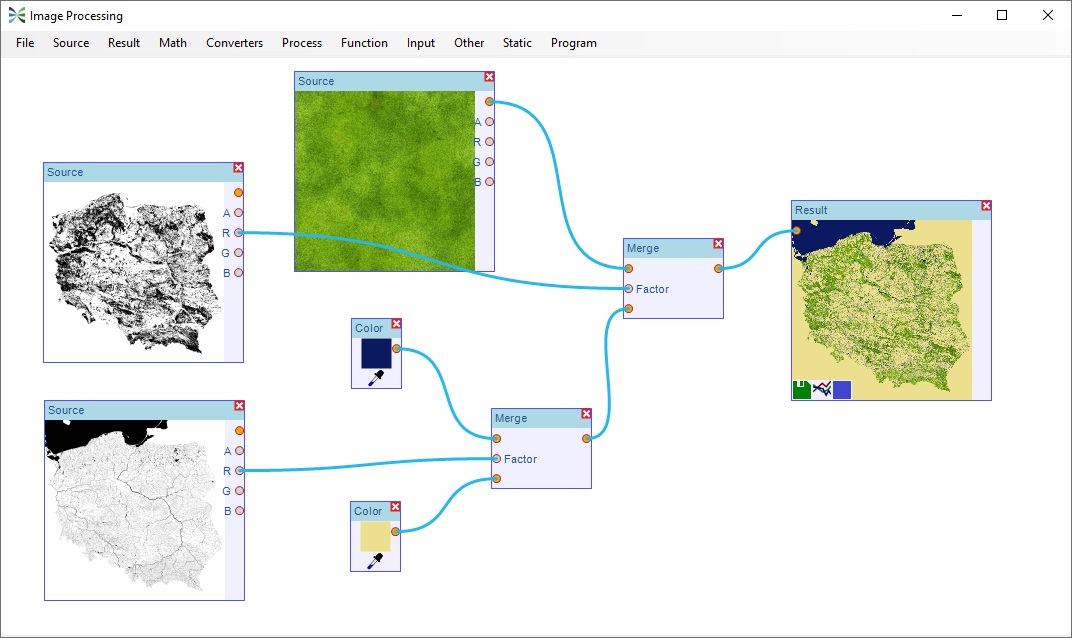 Image Processing
File Source Result Math Converters Process Function Input Other Static Program
Source
A
R
G
B
Source
A
R
G
B
Result
Merge
Factor
Color
Source
A
R
G
B
Merge
Factor
Color